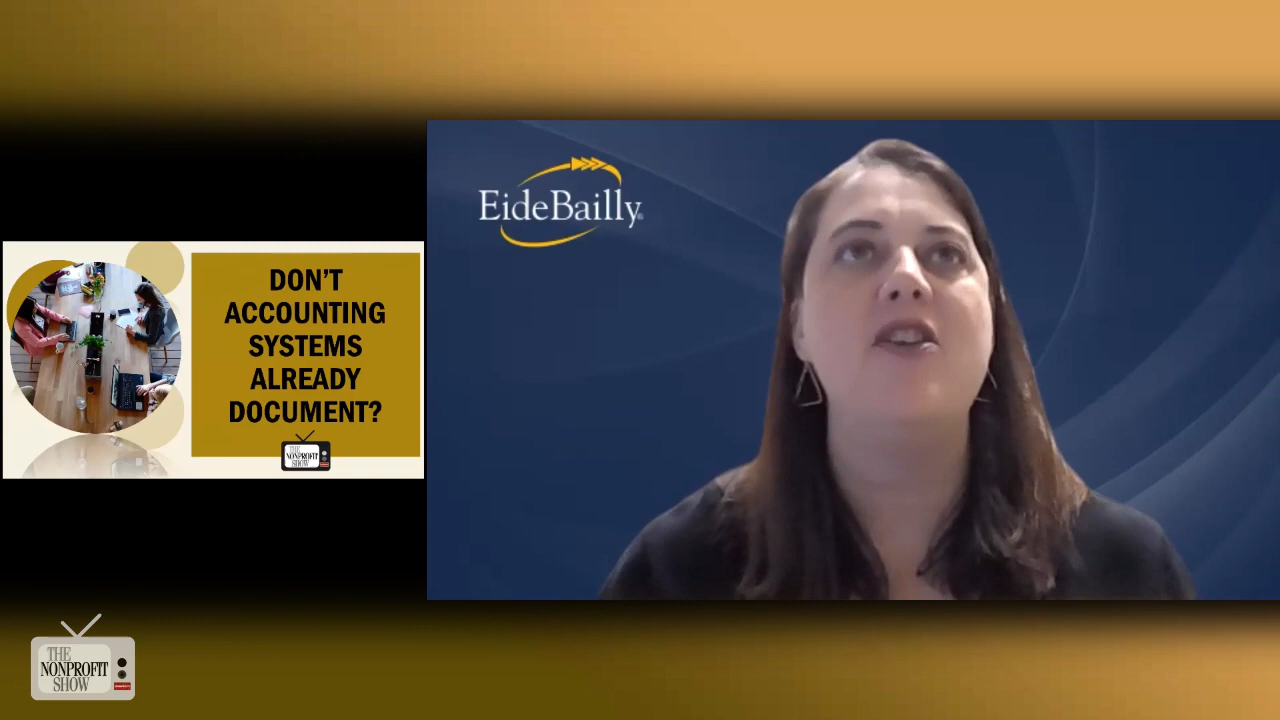 EideBailly
DON'T
ACCOUNTING
SYSTEMS
ALREADY
DOCUMENT?
THE
NONPROFIT
SHOW
THE
NONPROFIT
SHOW